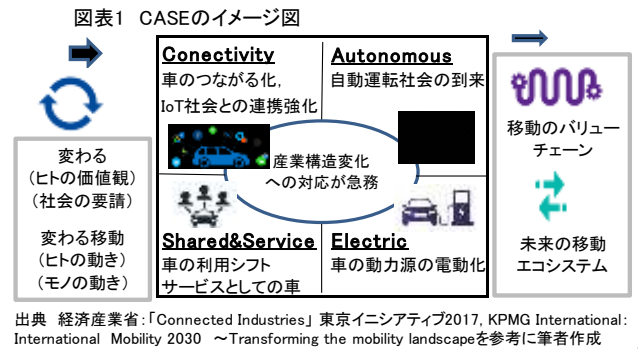 図表1 CASEのイメージ図
変わる
(ヒトの価値観)
(社会の要請)
変わる移動
(ヒトの動き)
(モノの動き)
Conectivity
車のつながる化,
IoT社会との連携強化
Autonomous
自動運転社会の到来
産業構造変化
への対応が急務
Shared&Service
車の利用シフト
サービスとしての車
Electric
車の動力源の電動化
移動のバリュー
チェーン
未来の移動
エコシステム
出典 経済産業省:「Connected Industries」 東京イニシアティブ2017, KPMG International:
International Mobility 2030 ~Transforming the mobility landscapeを参考に筆者作成